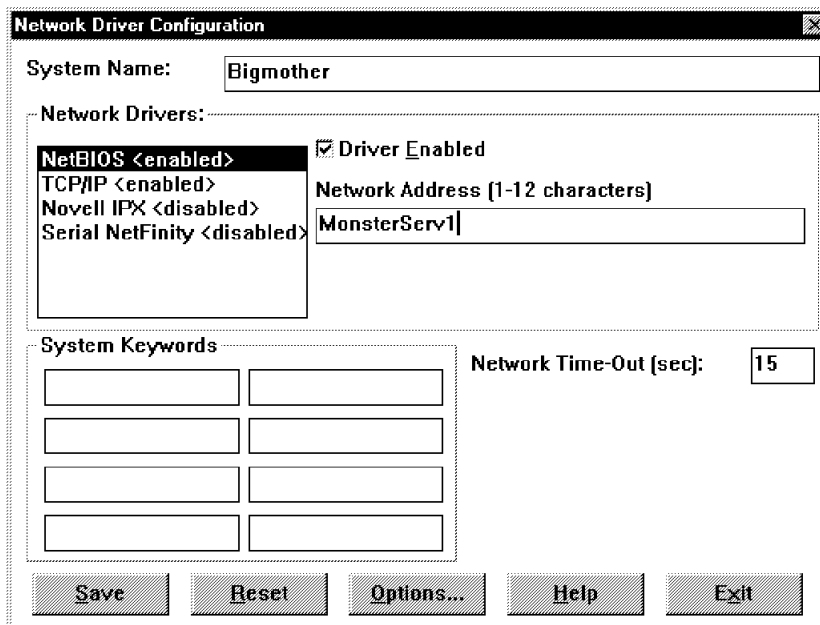 Network Driver Configuration
System Name: Bigmother
Network Drivers:
NetBIOS <enabled>
TCP/IP <enabled>
Novell IPX <disabled>
Serial NetFinity <disabled>
Driver Enabled
Network Address (1-12 characters)
MonsterServ1
System Keywords
Network Time-Out (sec): 15
Save Reset Options... Help Exit